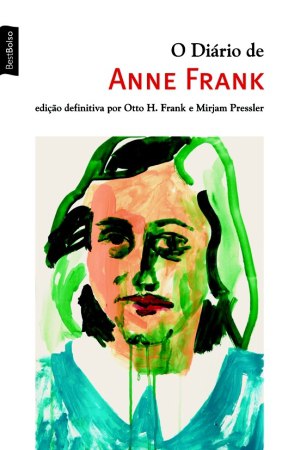 BestBolso
O Diário de
ANNE FRANK
edição definitiva por Otto H. Frank e Mirjam Pressler